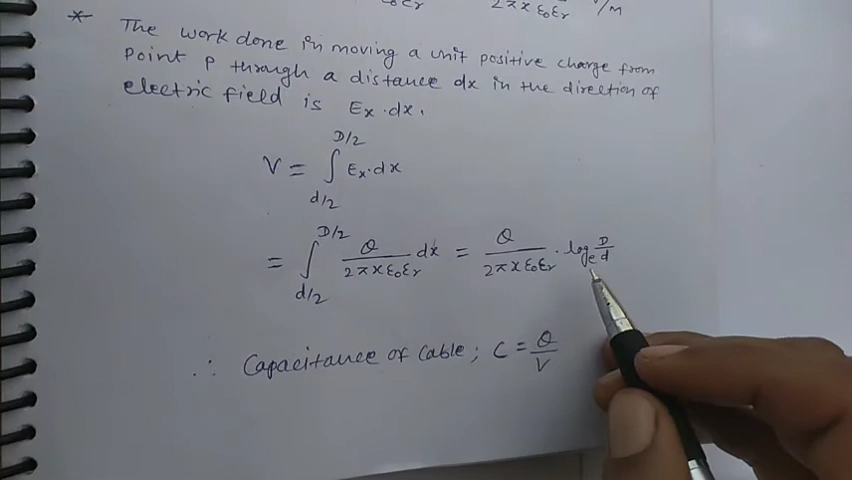 2πxε₀εᵣ V/M
* The work done in moving a unit positive charge from
Point P through a distance dx in the direction of
electric field is Eₓ.dx.
V = ∫_{d/2}^{D/2} Eₓ.dx
= ∫_{d/2}^{D/2} Q/(2πxε₀εᵣ) dx = Q/(2πxε₀εᵣ) . logₑ D/d
∴ Capacitance of Cable; C = Q/V